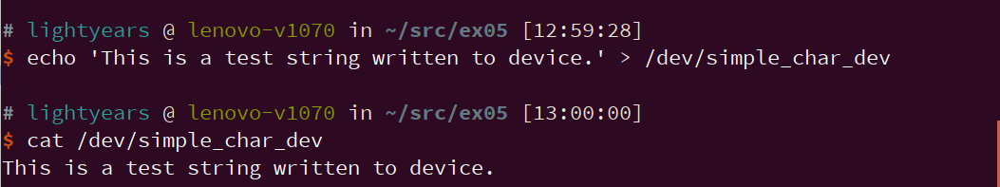 # lightyears @ lenovo-v1070 in ~/src/ex05 [12:59:28]
$ echo 'This is a test string written to device.' > /dev/simple_char_dev
# lightyears @ lenovo-v1070 in ~/src/ex05 [13:00:00]
$ cat /dev/simple_char_dev
This is a test string written to device.